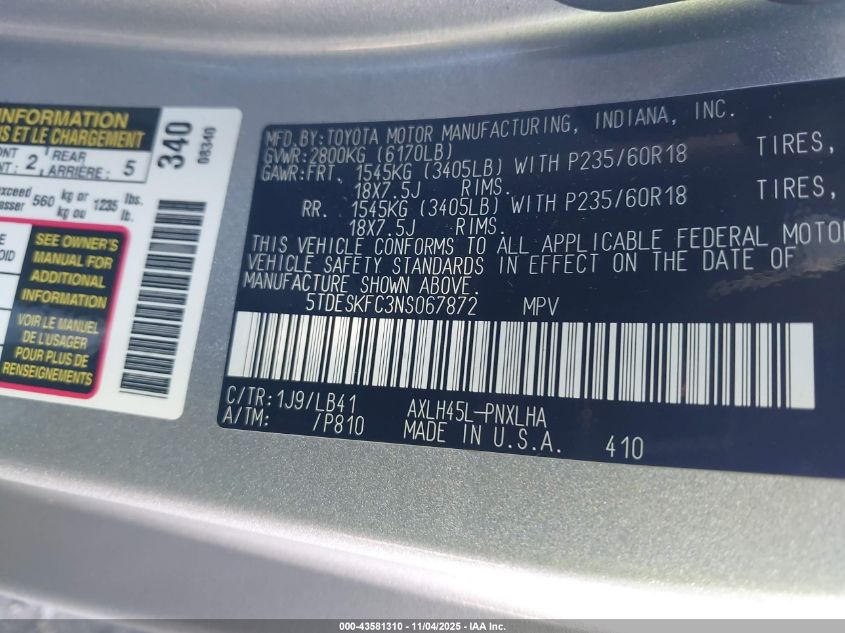 INFORMATION
S ET LE CHARGEMENT
2 REAR ARRIÈRE: 5
560 kg or kg ou 1235 lbs. lb.
SEE OWNER'S
MANUAL FOR
ADDITIONAL
INFORMATION
VOIR LE MANUEL
DE L'USAGER
POUR PLUS DE
RENSEIGNEMENTS
340
08340
MFD.BY:TOYOTA MOTOR MANUFACTURING, INDIANA, INC.
GVWR:2800KG (6170LB)
GAWR:FRT. 1545KG (3405LB) WITH P235/60R18 TIRES,
18X7.5J RIMS.
RR. 1545KG (3405LB) WITH P235/60R18 TIRES,
18X7.5J RIMS.
THIS VEHICLE CONFORMS TO ALL APPLICABLE FEDERAL MOTOR
VEHICLE SAFETY STANDARDS IN EFFECT ON THE DATE OF
MANUFACTURE SHOWN ABOVE.
5TDESKFC3NS067872 MPV
C/TR:1J9/LB41 AXLH45L-PNXLHA
A/TM: /P810 MADE IN U.S.A. 410
000-43581310 | 11/04/2025 - IAA Inc.